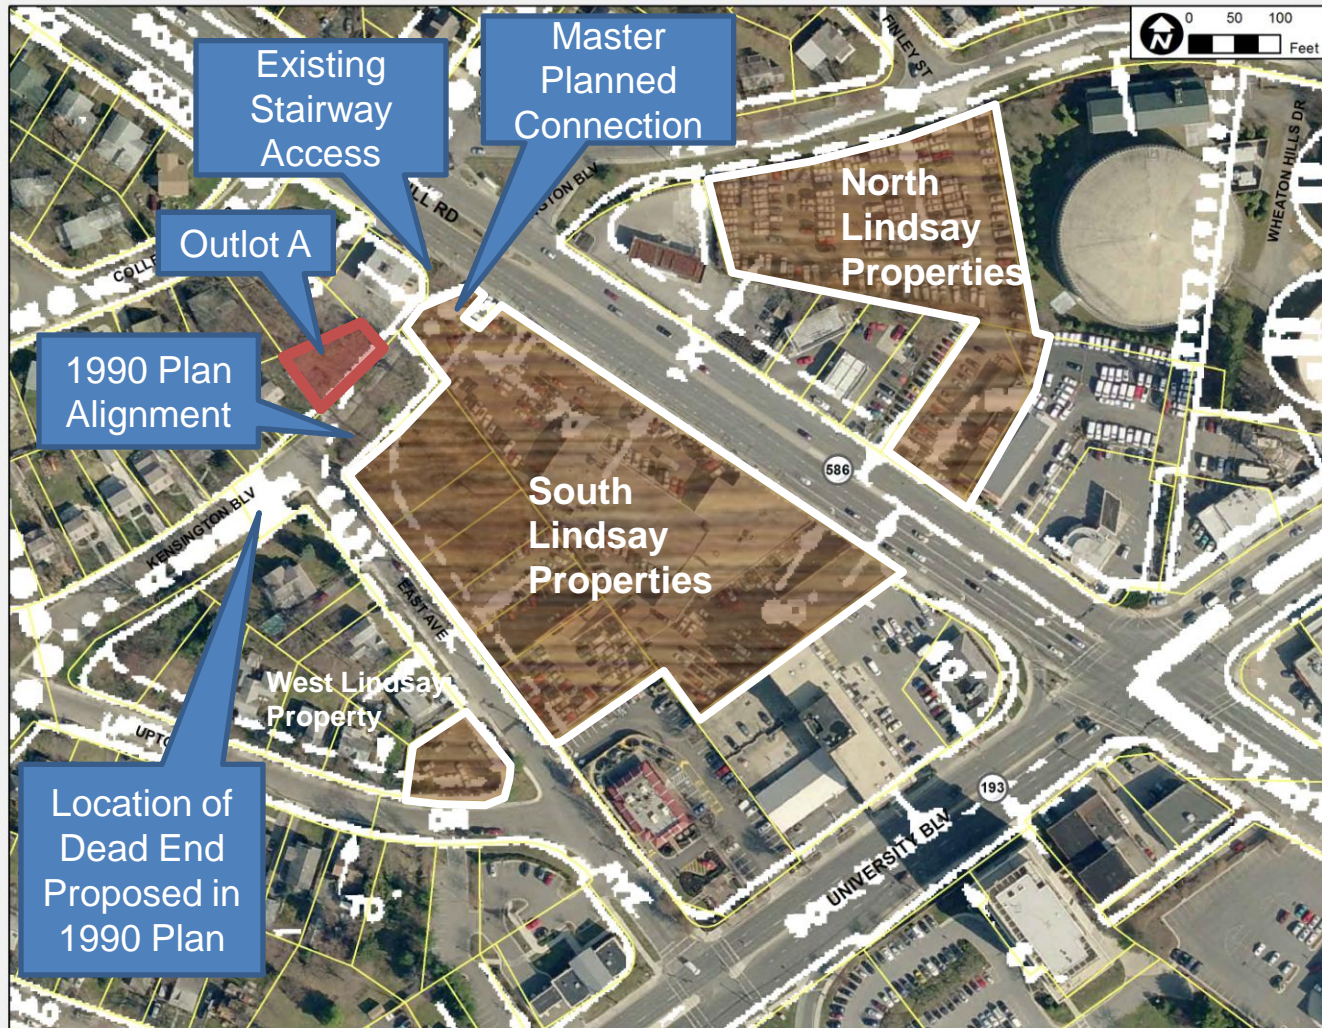 0 50 100
Feet
N
FINLEY ST
Master
Planned
Connection
Existing
Stairway
Access
WHEATON HILLS DR
North
Lindsay
Properties
Outlot A
1990 Plan
Alignment
586
South
Lindsay
Properties
KENSINGTON BLV
EAST AVE
West Lindsay
Property
193
UNIVERSITY BLV
Location of
Dead End
Proposed in
1990 Plan